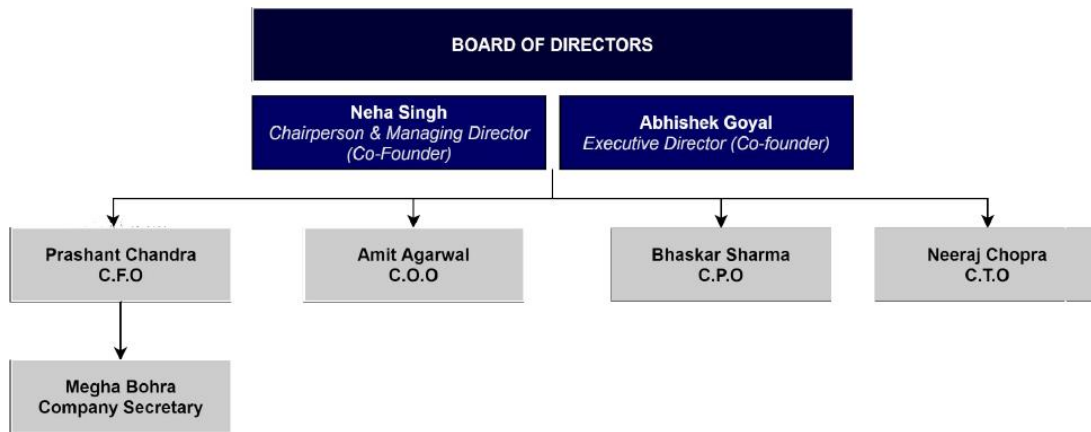 BOARD OF DIRECTORS
Neha Singh
Chairperson & Managing Director
(Co-Founder)
Abhishek Goyal
Executive Director (Co-founder)
Prashant Chandra
C.F.O
Amit Agarwal
C.O.O
Bhaskar Sharma
C.P.O
Neeraj Chopra
C.T.O
Megha Bohra
Company Secretary